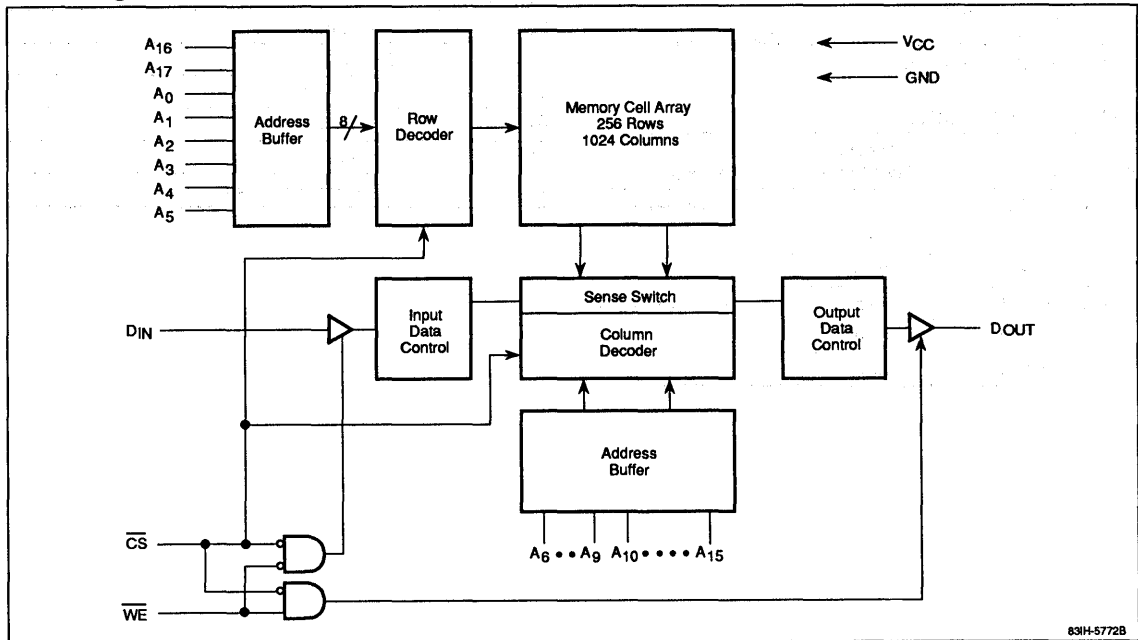 A16
A17
A0
A1
A2
A3
A4
A5
Address
Buffer
8
Row
Decoder
Memory Cell Array
256 Rows
1024 Columns
VCC
GND
DIN
Input
Data
Control
Sense Switch
Column
Decoder
Output
Data
Control
DOUT
Address
Buffer
A6 •• A9 A10 •••• A15
C̅S̅
W̅E̅
83IH-5772B